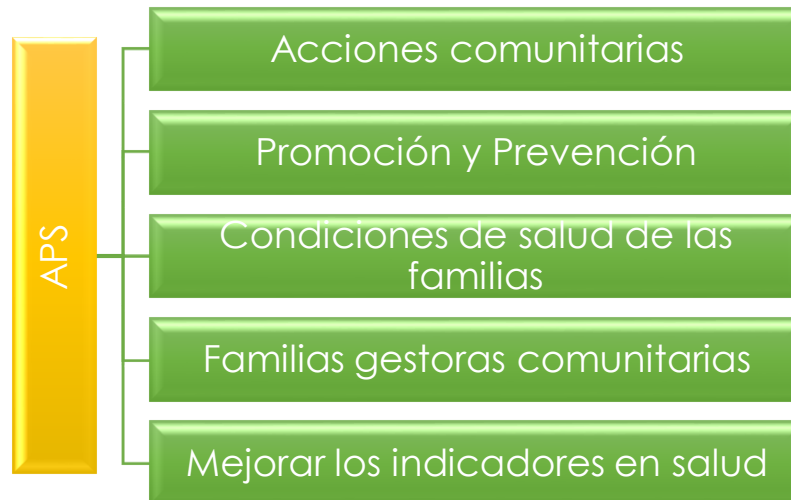 APS
Acciones comunitarias
Promoción y Prevención
Condiciones de salud de las
familias
Familias gestoras comunitarias
Mejorar los indicadores en salud